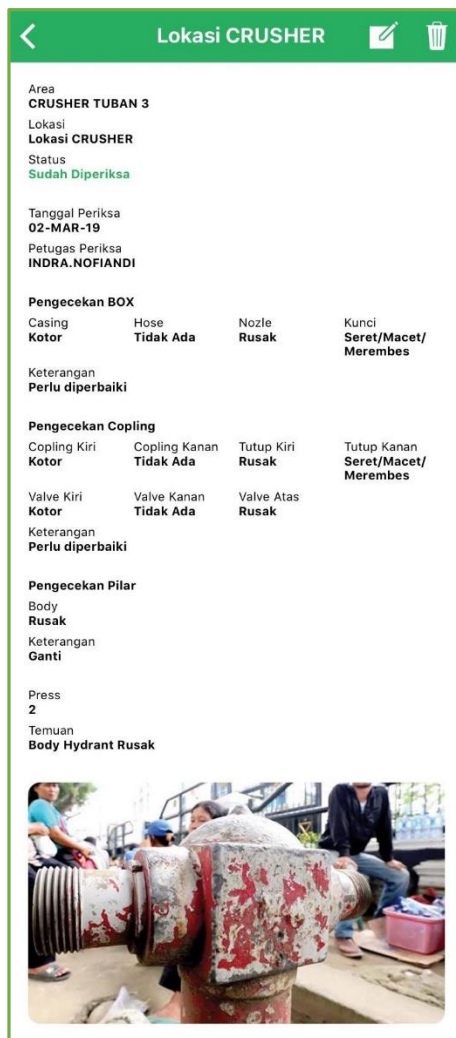 Lokasi CRUSHER
Area
CRUSHER TUBAN 3
Lokasi
Lokasi CRUSHER
Status
Sudah Diperiksa
Tanggal Periksa
02-MAR-19
Petugas Periksa
INDRA.NOFIANDI
Pengecekan BOX
Casing Hose Nozle Kunci
Kotor Tidak Ada Rusak Seret/Macet/
Merembes
Keterangan
Perlu diperbaiki
Pengecekan Copling
Copling Kiri Copling Kanan Tutup Kiri Tutup Kanan
Kotor Tidak Ada Rusak Seret/Macet/
Merembes
Valve Kiri Valve Kanan Valve Atas
Kotor Tidak Ada Rusak
Keterangan
Perlu diperbaiki
Pengecekan Pilar
Body
Rusak
Keterangan
Ganti
Press
2
Temuan
Body Hydrant Rusak